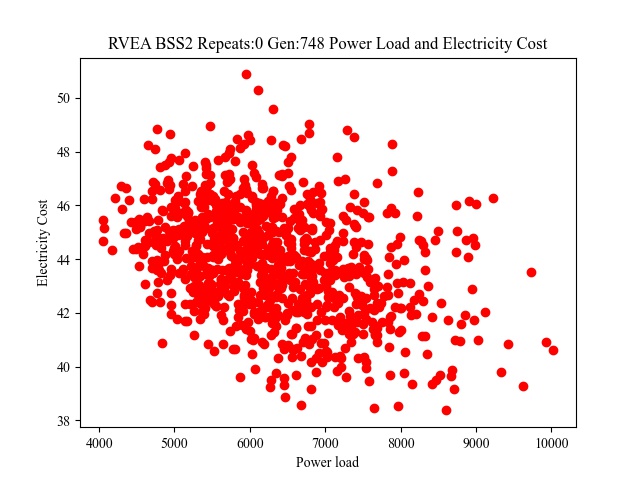 RVEA BSS2 Repeats:0 Gen:748 Power Load and Electricity Cost
50
48
46
44
42
40
38
Electricity Cost
4000 5000 6000 7000 8000 9000 10000
Power load